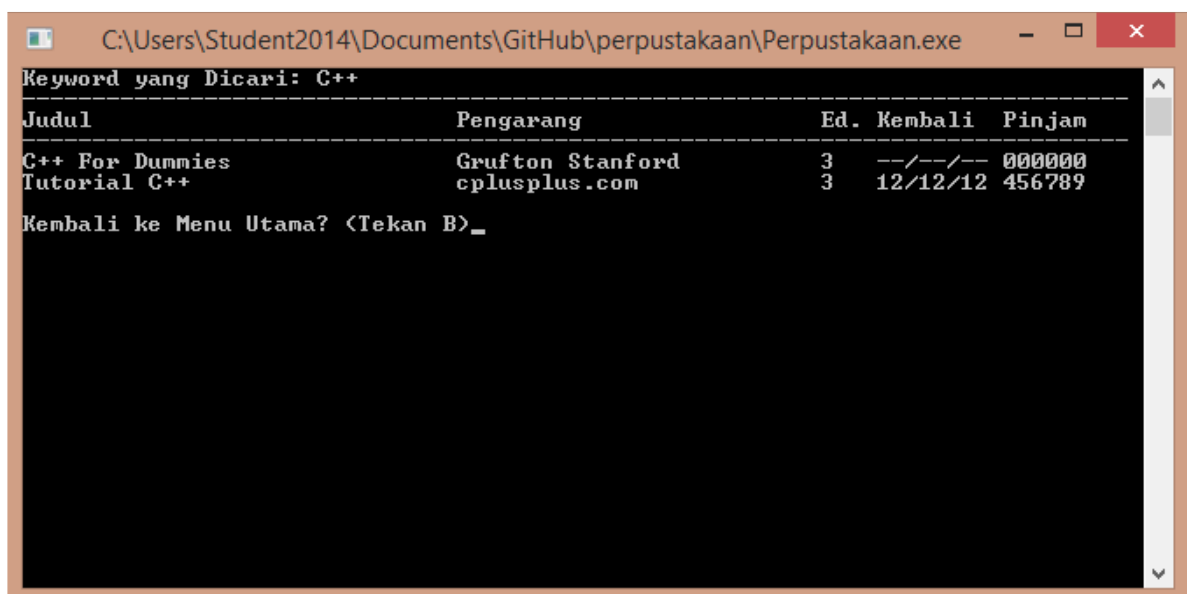 C:\Users\Student2014\Documents\GitHub\perpustakaan\Perpustakaan.exe
Keyword yang Dicari: C++
Judul Pengarang Ed. Kembali Pinjam
C++ For Dummies Grufton Stanford 3 --/--/-- 000000
Tutorial C++ cplusplus.com 3 12/12/12 456789
Kembali ke Menu Utama? (Tekan B)_